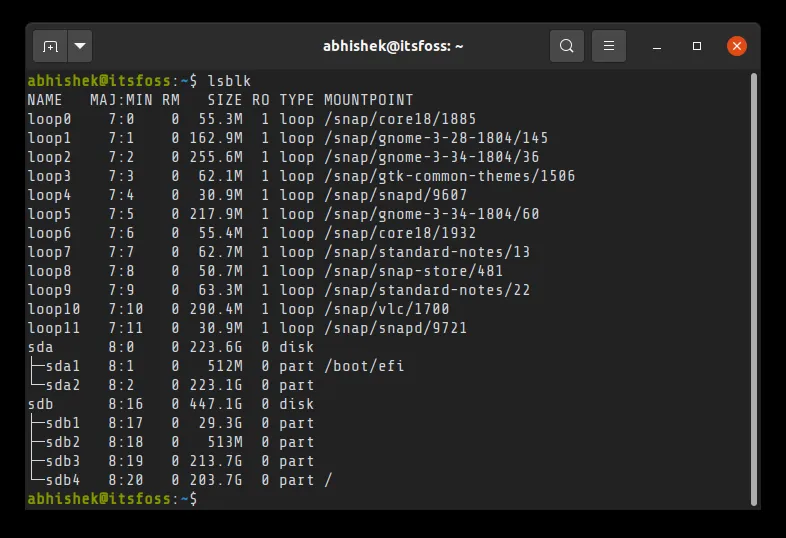 abhishek@itsfoss: ~
abhishek@itsfoss:~$ lsblk
NAME   MAJ:MIN RM   SIZE RO TYPE MOUNTPOINT
loop0    7:0    0  55.3M  1 loop /snap/core18/1885
loop1    7:1    0 162.9M  1 loop /snap/gnome-3-28-1804/145
loop2    7:2    0 255.6M  1 loop /snap/gnome-3-34-1804/36
loop3    7:3    0  62.1M  1 loop /snap/gtk-common-themes/1506
loop4    7:4    0  30.9M  1 loop /snap/snapd/9607
loop5    7:5    0 217.9M  1 loop /snap/gnome-3-34-1804/60
loop6    7:6    0  55.4M  1 loop /snap/core18/1932
loop7    7:7    0  62.7M  1 loop /snap/standard-notes/13
loop8    7:8    0  50.7M  1 loop /snap/snap-store/481
loop9    7:9    0  63.3M  1 loop /snap/standard-notes/22
loop10   7:10   0 290.4M  1 loop /snap/vlc/1700
loop11   7:11   0  30.9M  1 loop /snap/snapd/9721
sda      8:0    0 223.6G  0 disk
├─sda1   8:1    0   512M  0 part /boot/efi
└─sda2   8:2    0 223.1G  0 part
sdb      8:16   0 447.1G  0 disk
├─sdb1   8:17   0  29.3G  0 part
├─sdb2   8:18   0   513M  0 part
├─sdb3   8:19   0 213.7G  0 part
└─sdb4   8:20   0 203.7G  0 part /
abhishek@itsfoss:~$